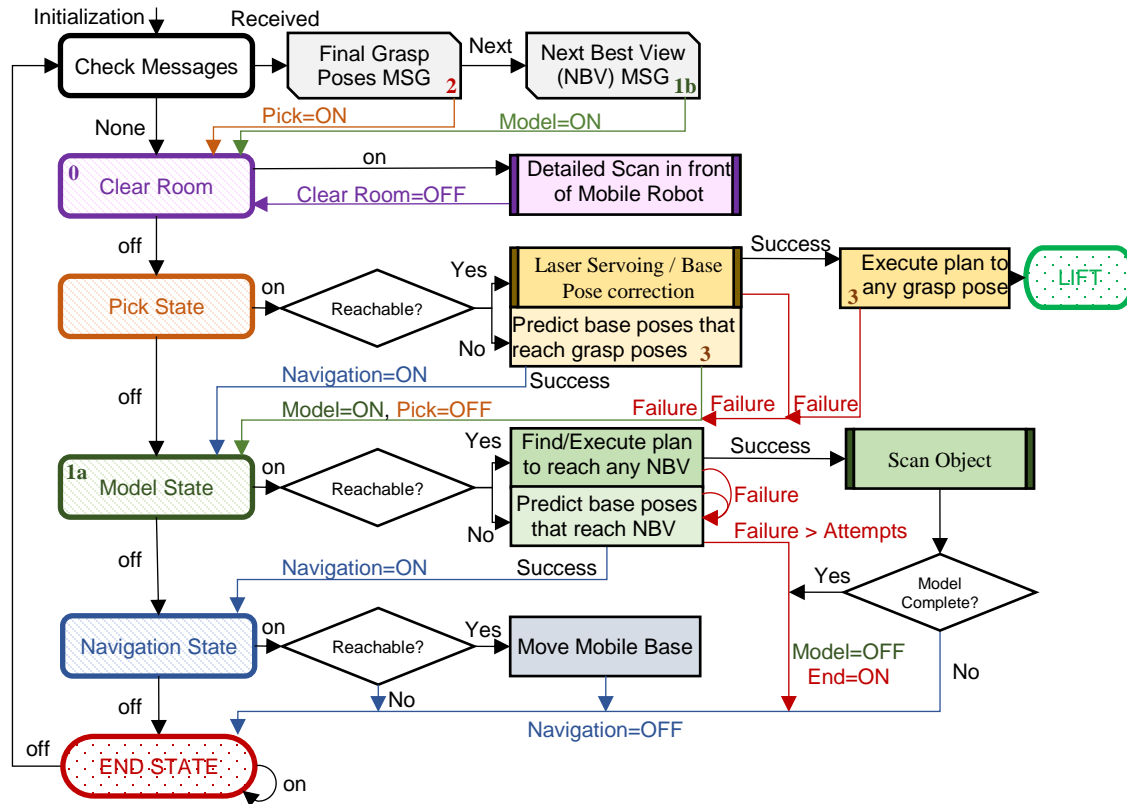 Initialization
Received
Check Messages
Final Grasp
Poses MSG
2
Next
Next Best View
(NBV) MSG
1b
None
Pick=ON
Model=ON
0
Clear Room
on
Clear Room=OFF
Detailed Scan in front
of Mobile Robot
off
Pick State
on
Reachable?
Yes
No
Laser Servoing / Base
Pose correction
Predict base poses that
reach grasp poses
3
Success
Execute plan to
any grasp pose
3
LIFT
Navigation=ON
Success
off
Model=ON, Pick=OFF
Failure
Failure
Failure
1a
Model State
on
Reachable?
Yes
No
Find/Execute plan
to reach any NBV
Predict base poses
that reach NBV
Success
Failure
Scan Object
Failure > Attempts
off
Navigation=ON
Success
Yes
Model
Complete?
Navigation State
on
Reachable?
Yes
Move Mobile Base
Model=OFF
End=ON
No
off
No
Navigation=OFF
off
END STATE
on